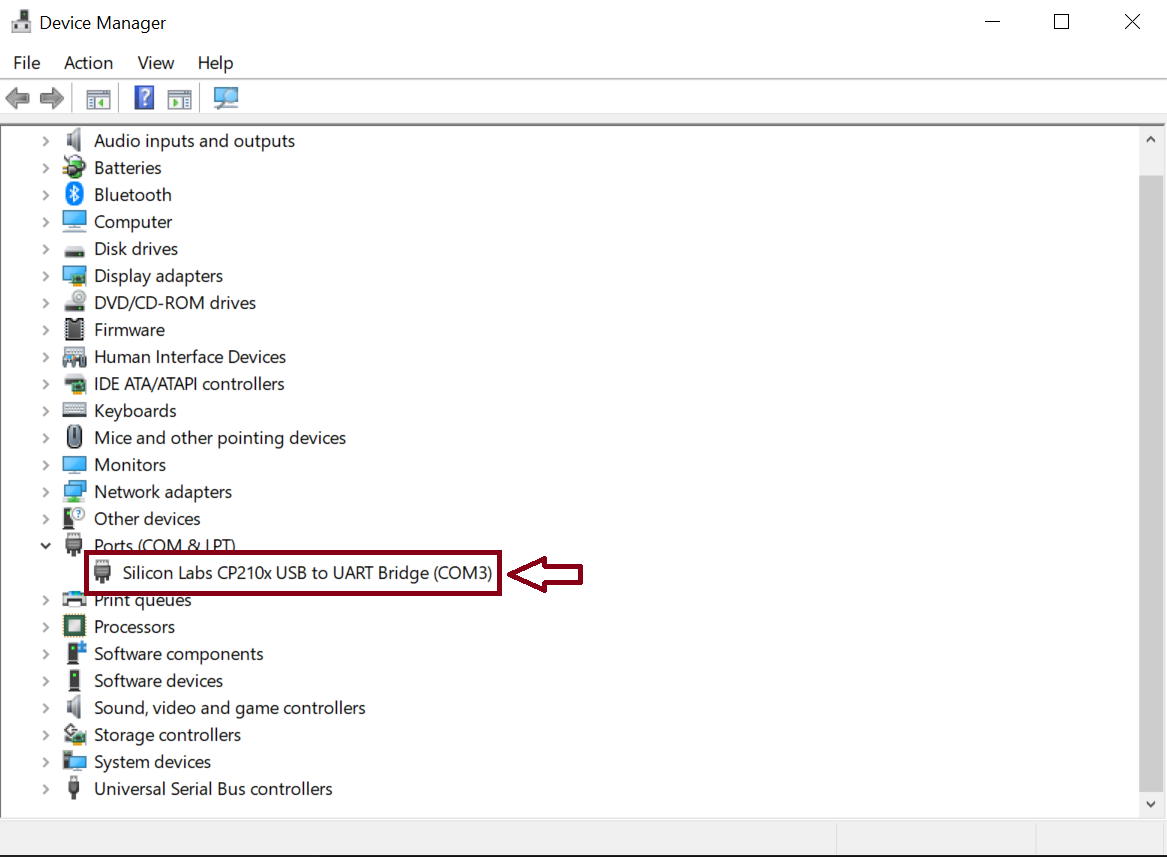 Device Manager
File Action View Help
Audio inputs and outputs
Batteries
Bluetooth
Computer
Disk drives
Display adapters
DVD/CD-ROM drives
Firmware
Human Interface Devices
IDE ATA/ATAPI controllers
Keyboards
Mice and other pointing devices
Monitors
Network adapters
Other devices
Ports (COM & LPT)
Silicon Labs CP210x USB to UART Bridge (COM3)
Print queues
Processors
Software components
Software devices
Sound, video and game controllers
Storage controllers
System devices
Universal Serial Bus controllers